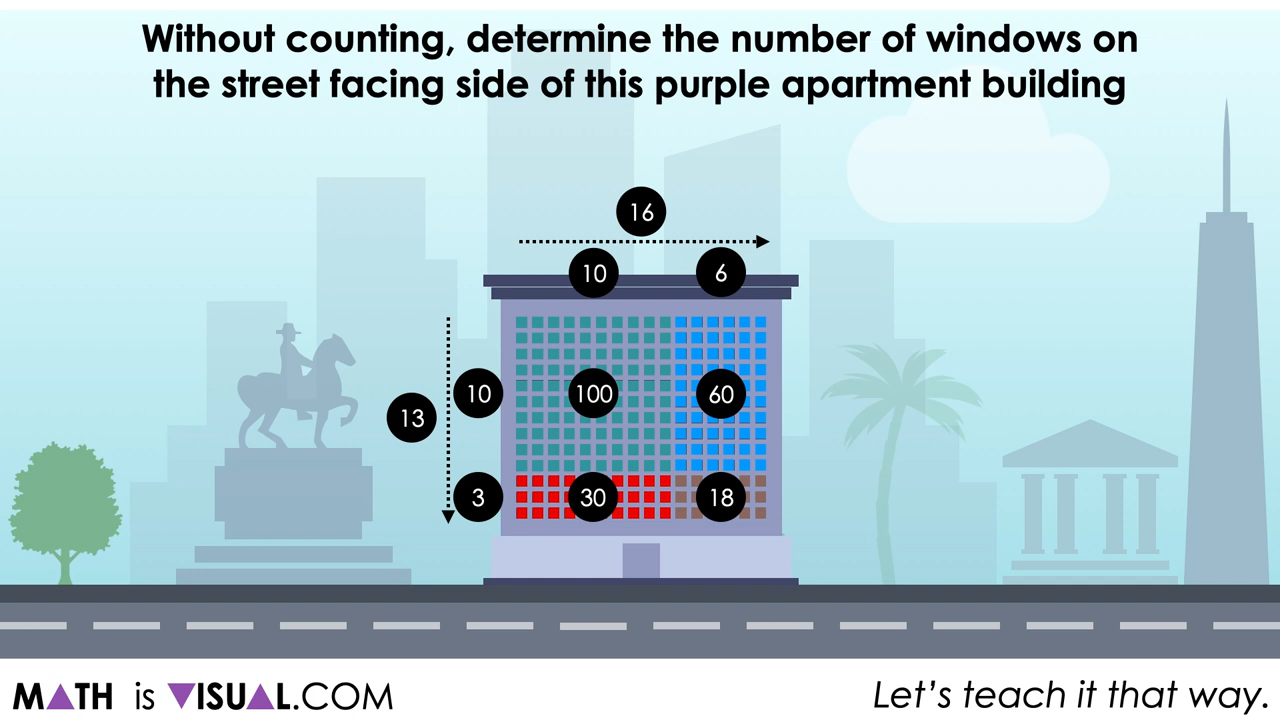 Without counting, determine the number of windows on
the street facing side of this purple apartment building
16
10 6
10 100 60
13
3 30 18
MATH is VISUAL.COM
Let's teach it that way.